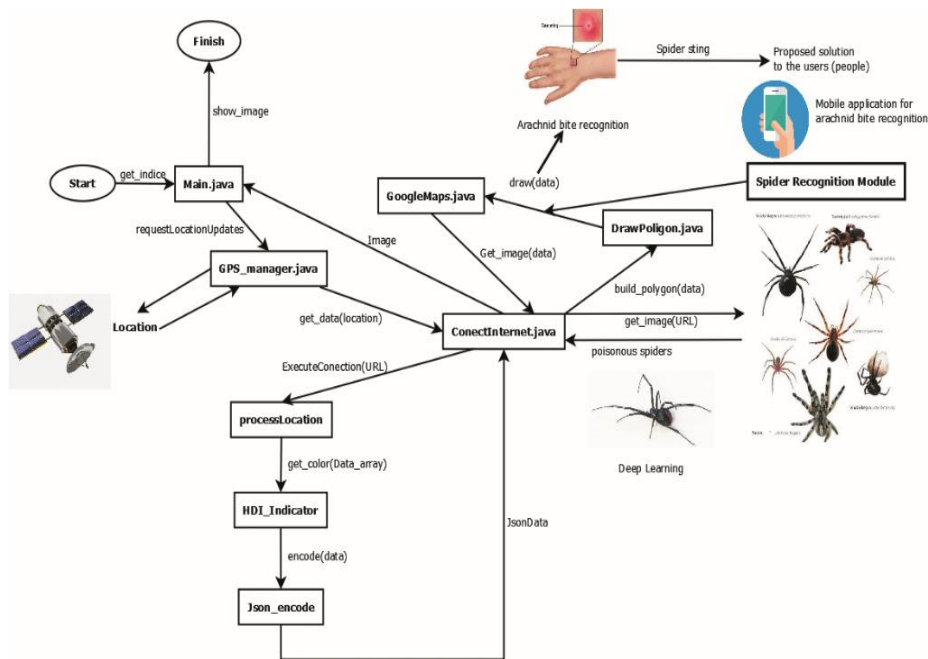 Finish
show_image
Start
get_indice
Main.java
requestLocationUpdates
GPS_manager.java
Location
get_data(location)
Image
Spider sting
Proposed solution
to the users (people)
Arachnid bite recognition
Mobile application for
arachnid bite recognition
draw(data)
GoogleMaps.java
Spider Recognition Module
DrawPoligon.java
Get_image(data)
build_polygon(data)
ConectInternet.java
get_image(URL)
poisonous spiders
ExecuteConection(URL)
processLocation
get_color(Data_array)
HDI_Indicator
encode(data)
Json_encode
JsonData
Deep Learning